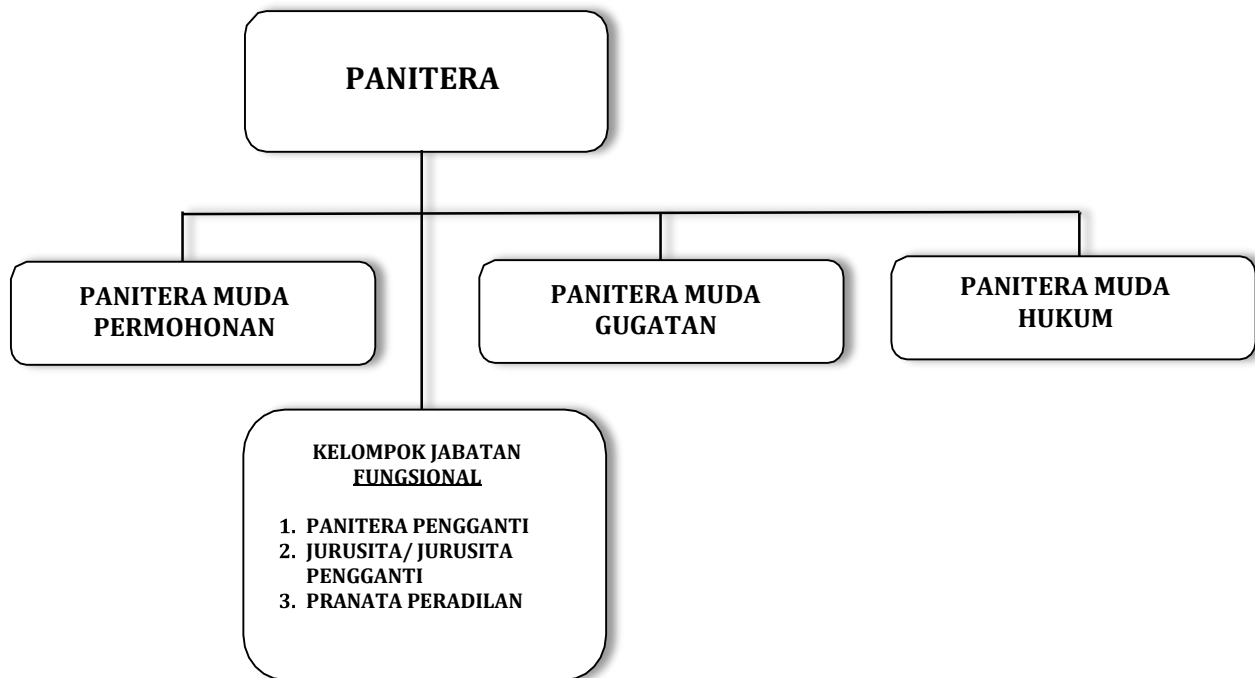 PANITERA
PANITERA MUDA
PERMOHONAN
PANITERA MUDA
GUGATAN
PANITERA MUDA
HUKUM
KELOMPOK JABATAN
FUNGSIONAL
1. PANITERA PENGGANTI
2. JURUSITA/ JURUSITA
PENGGANTI
3. PRANATA PERADILAN